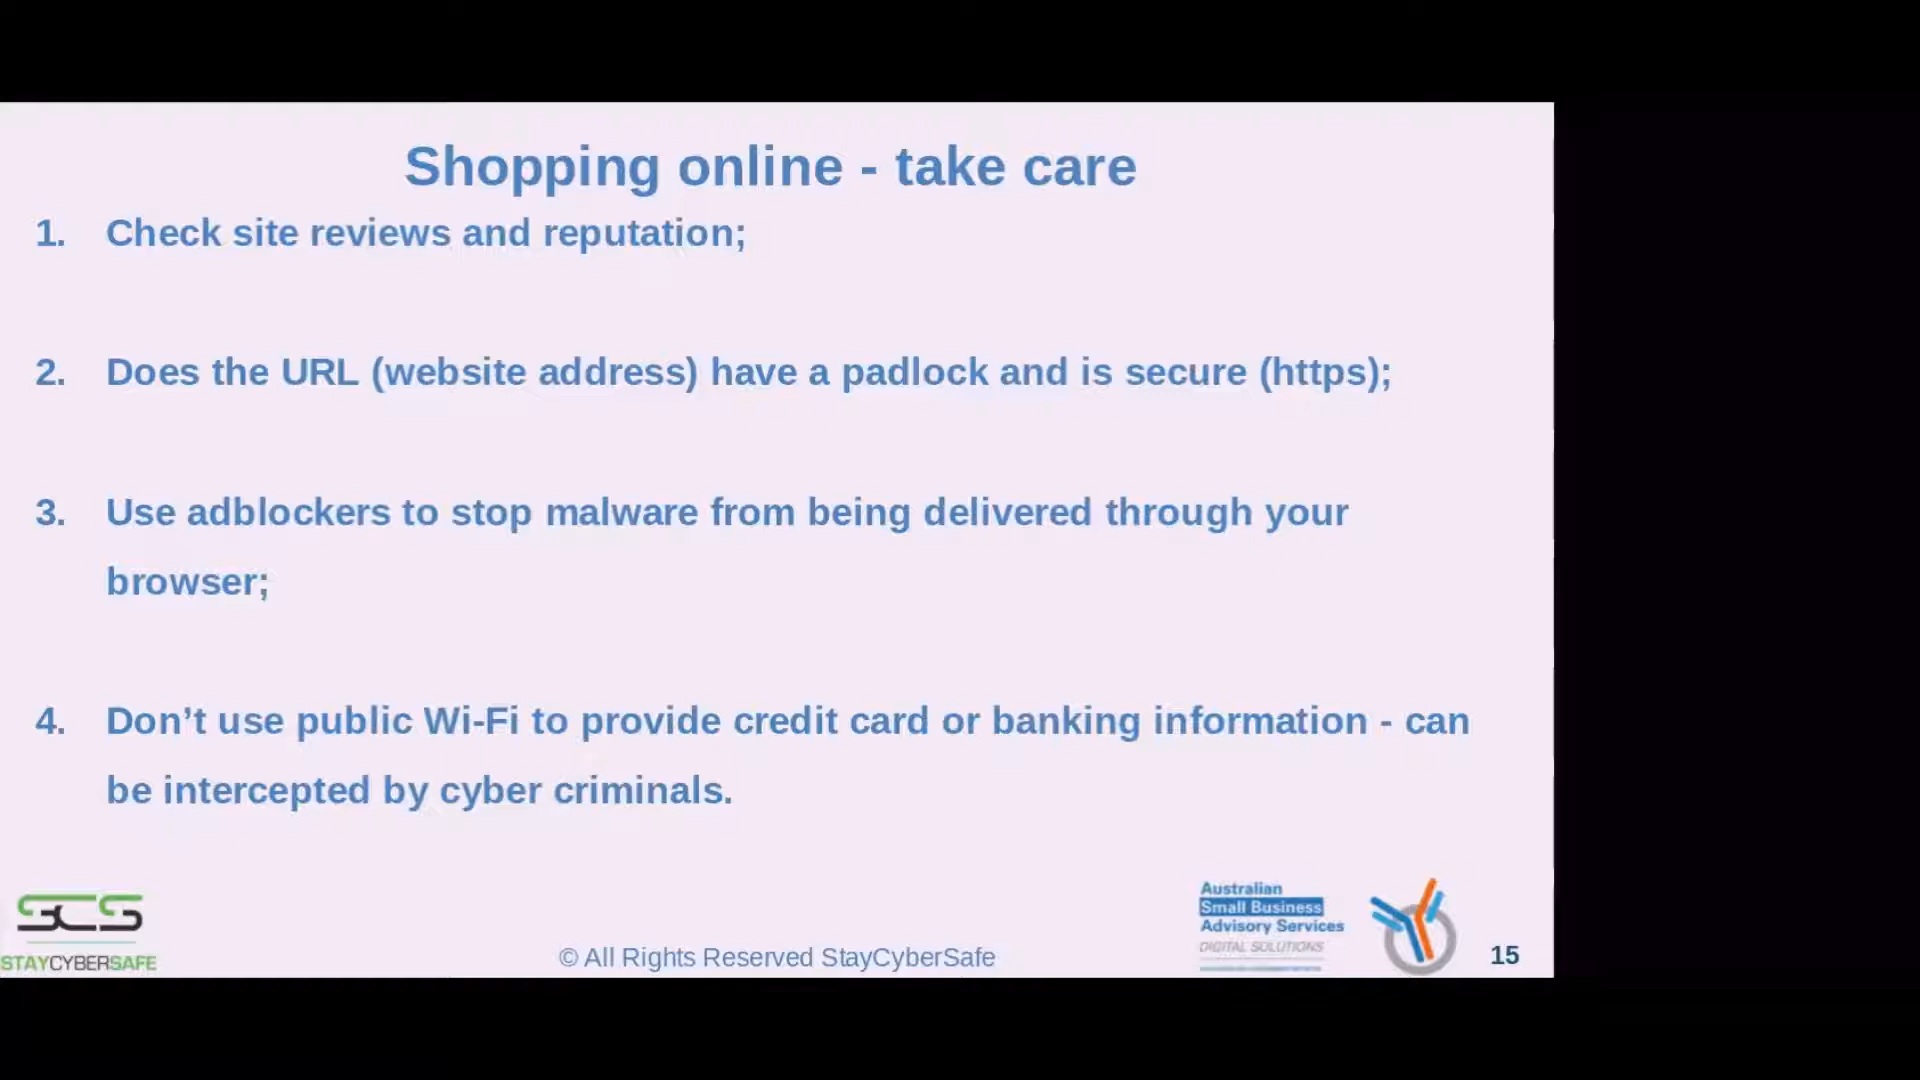 Shopping online - take care
1. Check site reviews and reputation;
2. Does the URL (website address) have a padlock and is secure (https);
3. Use adblockers to stop malware from being delivered through your
browser;
4. Don’t use public Wi-Fi to provide credit card or banking information - can
be intercepted by cyber criminals.
SCS
STAYCYBERSAFE
© All Rights Reserved StayCyberSafe
Australian
Small Business
Advisory Services
DIGITAL SOLUTIONS
15